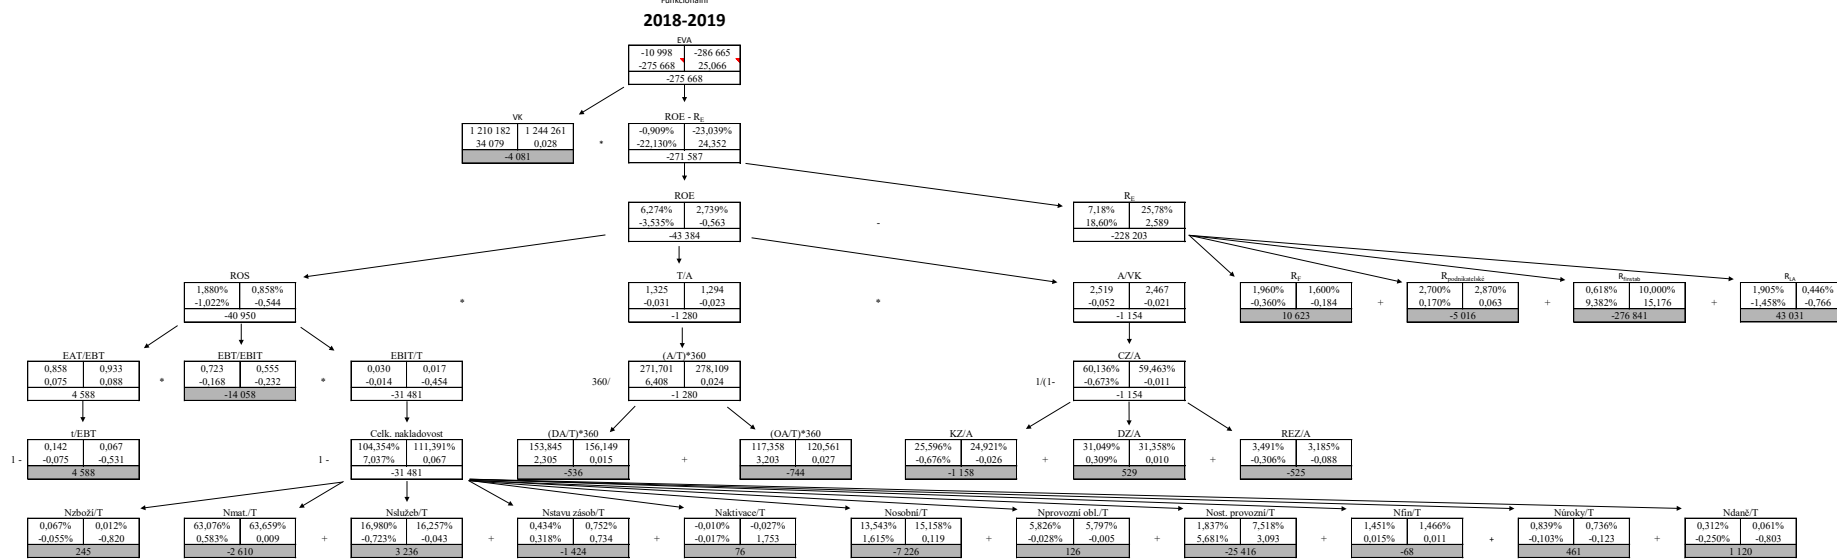 Funkcionální
2018-2019
EVA
-10 998 -286 665
-275 668 25,066
-275 668
VK ROE - RE
1 210 182 1 244 261 -0,909% -23,039%
34 079 0,028 * -22,130% 24,352
-4 081 -271 587
ROE RE
6,274% 2,739% 7,18% 25,78%
-3,535% -0,563 - 18,60% 2,589
-43 384 -228 203
ROS T/A A/VK RF Rpodnikatelské Rfinstab RLA
1,880% 0,858% 1,325 1,294 2,519 2,467 1,960% 1,600% 2,700% 2,870% 0,618% 10,000% 1,905% 0,446%
-1,022% -0,544 * -0,031 -0,023 * -0,052 -0,021 -0,360% -0,184 + 0,170% 0,063 + 9,382% 15,176 + -1,458% -0,766
-40 950 -1 280 -1 154 10 623 -5 016 -276 841 43 031
EAT/EBT EBT/EBIT EBIT/T (A/T)*360 CZ/A
0,858 0,933 0,723 0,555 0,030 0,017 271,701 278,109 60,136% 59,463%
0,075 0,088 * -0,168 -0,232 * -0,014 -0,454 360/ 6,408 0,024 1/(1- -0,673% -0,011
4 588 -14 058 -31 481 -1 280 -1 154
t/EBT Celk. nakladovost (DA/T)*360 (OA/T)*360 KZ/A DZ/A REZ/A
0,142 0,067 104,354% 111,391% 153,845 156,149 117,358 120,561 25,596% 24,921% 31,049% 31,358% 3,491% 3,185%
1 - -0,075 -0,531 1 - 7,037% 0,067 2,305 0,015 + 3,203 0,027 -0,676% -0,026 + 0,309% 0,010 + -0,306% -0,088
4 588 -31 481 -536 -744 -1 158 529 -525
Nzboží/T Nmat./T Nslužeb/T Nstavu zásob/T Naktivace/T Nosobní/T Nprovozní obl./T Nost. provozní/T Nfin/T Núroky/T Ndaně/T
0,067% 0,012% 63,076% 63,659% 16,980% 16,257% 0,434% 0,752% -0,010% -0,027% 13,543% 15,158% 5,826% 5,797% 1,837% 7,518% 1,451% 1,466% 0,839% 0,736% 0,312% 0,061%
-0,055% -0,820 0,583% 0,009 + -0,723% -0,043 + 0,318% 0,734 + -0,017% 1,753 1,615% 0,119 + -0,028% -0,005 + 5,681% 3,093 + 0,015% 0,011 + -0,103% -0,123 + -0,250% -0,803
245 -2 610 3 236 -1 424 76 -7 226 126 -25 416 -68 461 1 120